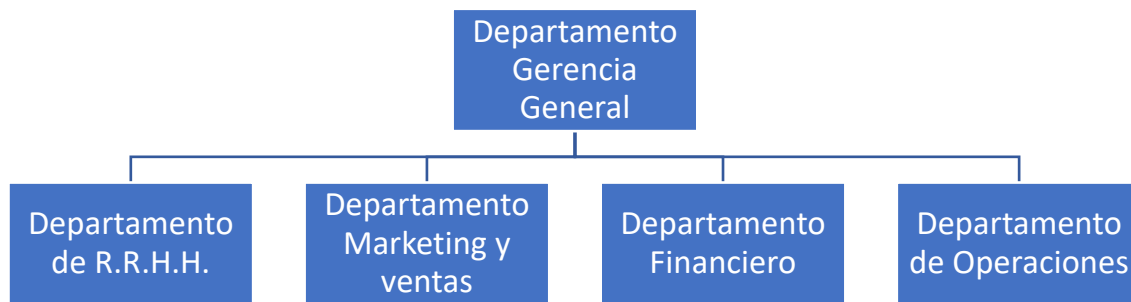 Departamento
Gerencia
General
Departamento
de R.R.H.H.
Departamento
Marketing y
ventas
Departamento
Financiero
Departamento
de Operaciones